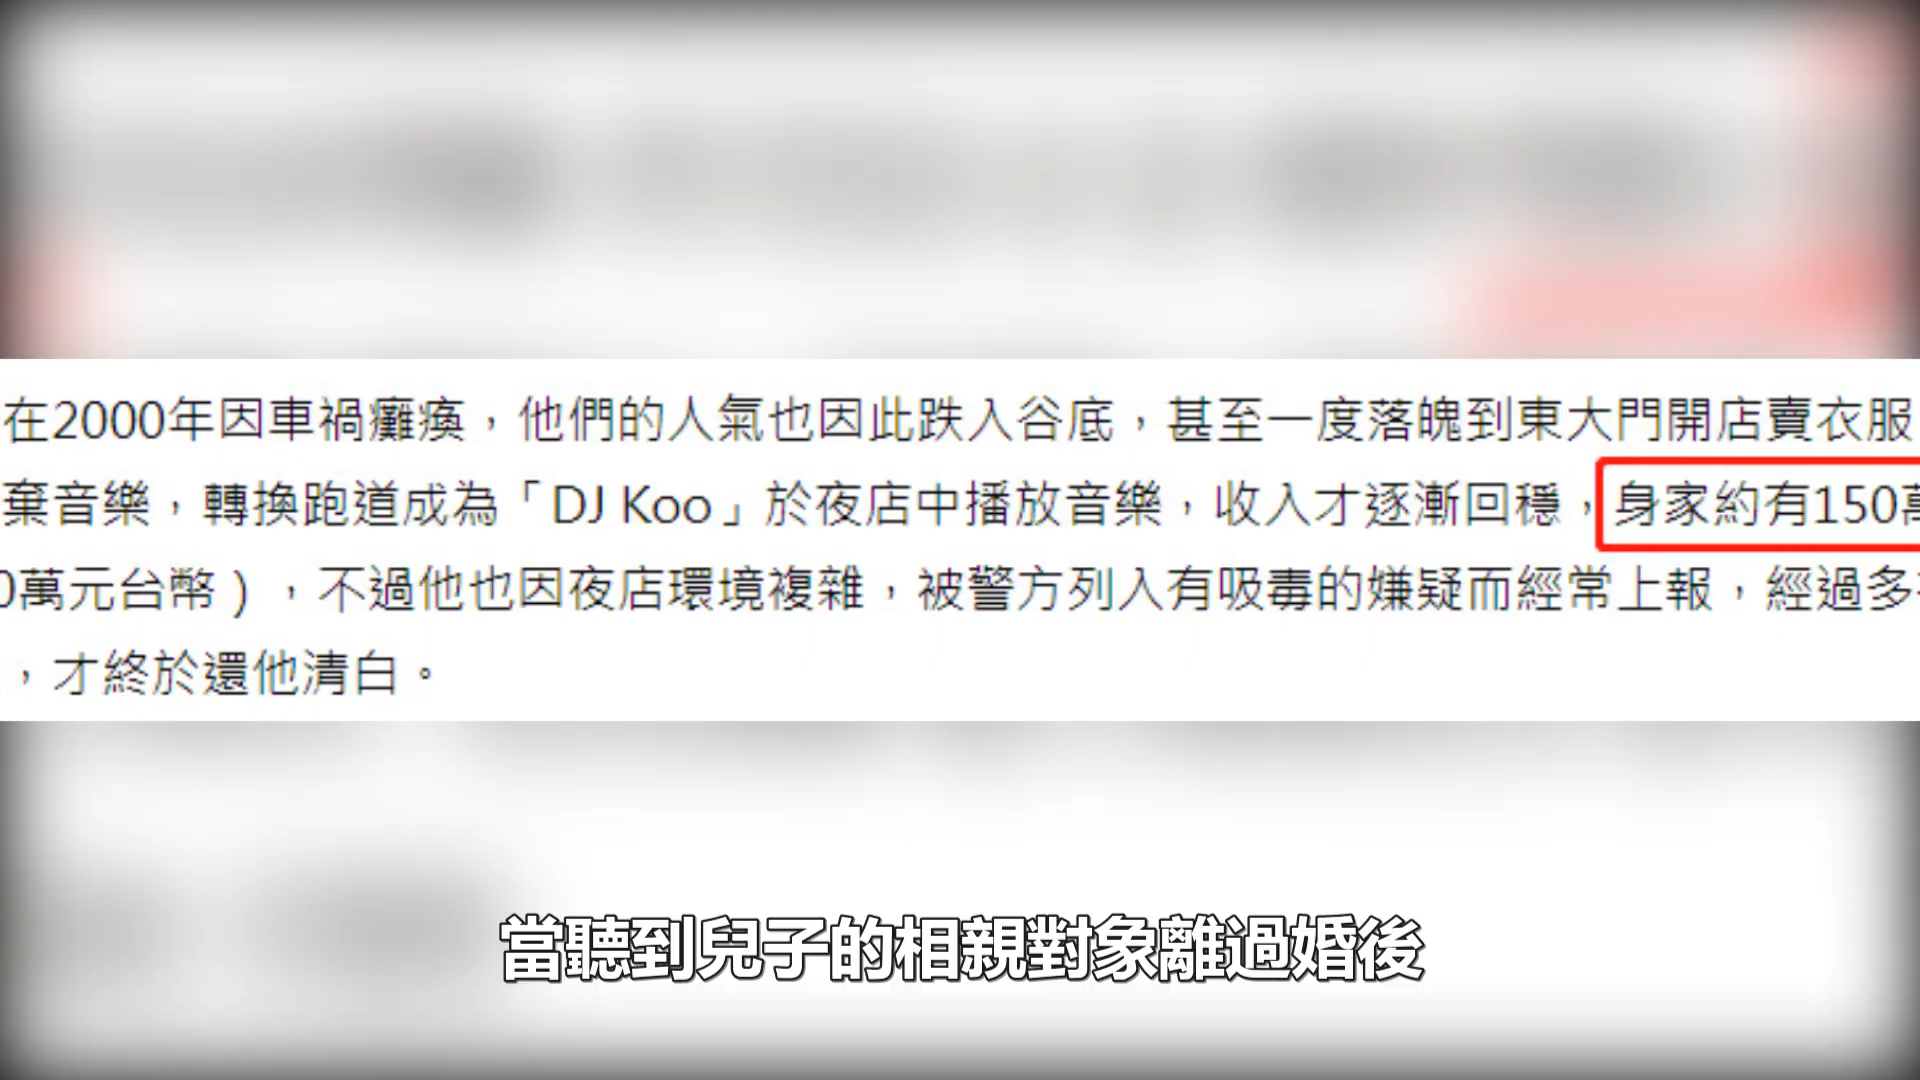 在2000年因車禍癱瘓，他們的人氣也因此跌入谷底，甚至一度落魄到東大門開店賣衣服
棄音樂，轉換跑道成為「DJ Koo」於夜店中播放音樂，收入才逐漸回穩，身家約有150萬
0萬元台幣），不過他也因夜店環境複雜，被警方列入有吸毒的嫌疑而經常上報，經過多
，才終於還他清白。
當聽到兒子的相親對象離過婚後